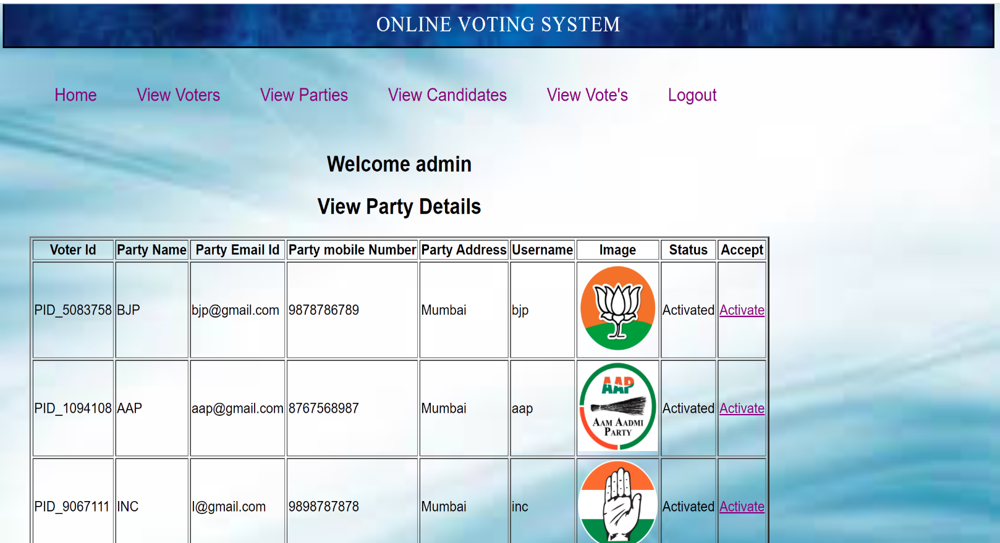 ONLINE VOTING SYSTEM
Home View Voters View Parties View Candidates View Vote's Logout
Welcome admin
View Party Details
Voter Id Party Name Party Email Id Party mobile Number Party Address Username Image Status Accept
PID_5083758 BJP bjp@gmail.com 9878786789 Mumbai bjp Activated Activate
AAP
PID_1094108 AAP aap@gmail.com 8767568987 Mumbai aap Activated Activate
AAM AADMI
PARTY
PID_9067111 INC I@gmail.com 9898787878 Mumbai inc Activated Activate